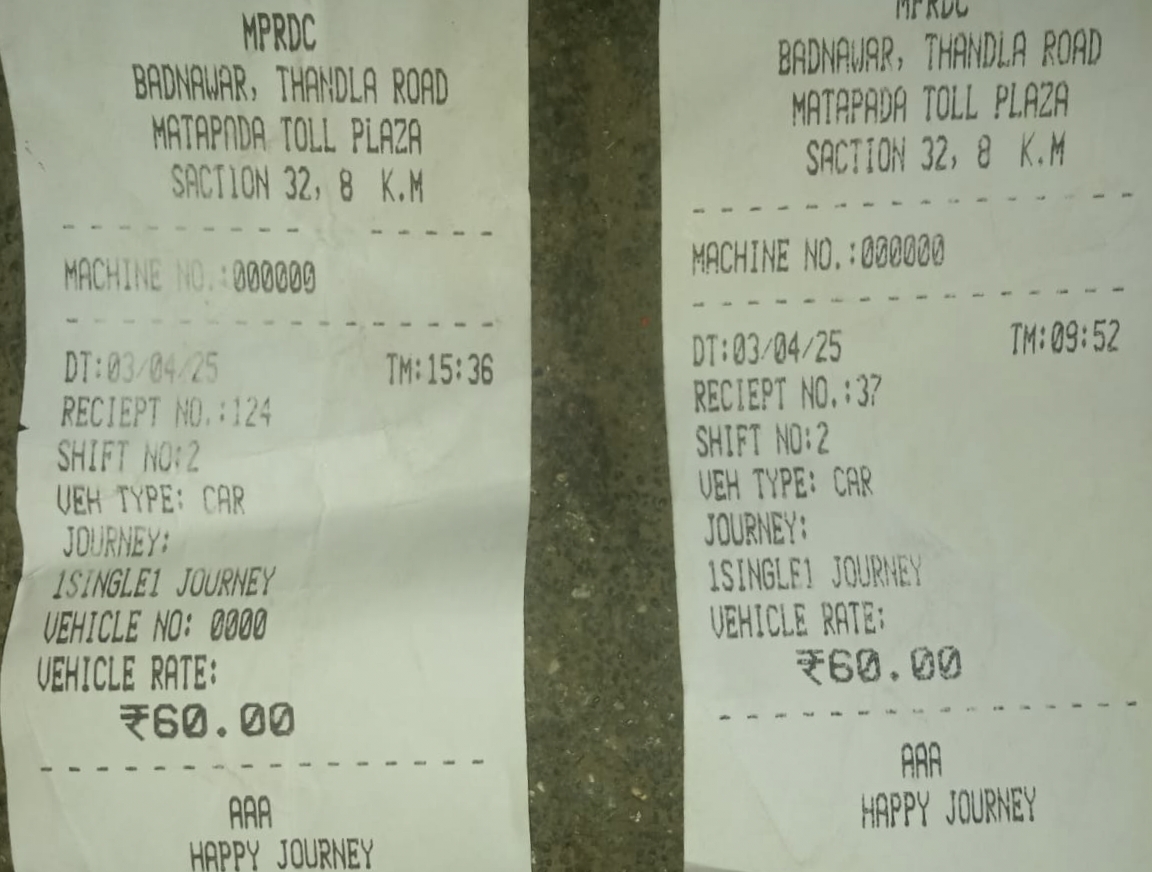 MPRDC
BADNAWAR, THANDLA ROAD
MATAPADA TOLL PLAZA
SACTION 32, 8 K.M
MACHINE NO.:000000
DT:03/04/25 TM:15:36
RECIEPT NO.:124
SHIFT NO:2
VEH TYPE: CAR
JOURNEY:
1SINGLE1 JOURNEY
VEHICLE NO: 0000
VEHICLE RATE:
₹60.00
AAA
HAPPY JOURNEY
MPRDC
BADNAWAR, THANDLA ROAD
MATAPADA TOLL PLAZA
SACTION 32, 8 K.M
MACHINE NO.:000000
DT:03/04/25 TM:09:52
RECIEPT NO.:37
SHIFT NO:2
VEH TYPE: CAR
JOURNEY:
1SINGLE1 JOURNEY
VEHICLE RATE:
₹60.00
AAA
HAPPY JOURNEY